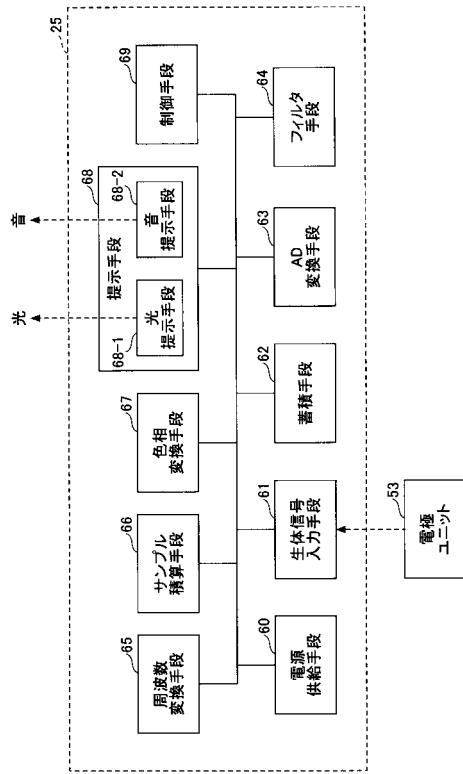 25
光
音
65
周波数
変換手段
66
サンプル
積算手段
67
色相
変換手段
68
提示手段
68-1
光
提示手段
68-2
音
提示手段
69
制御手段
60
電源
供給手段
61
生体信号
入力手段
62
蓄積手段
63
AD
変換手段
64
フィルタ
手段
53
電極
ユニット